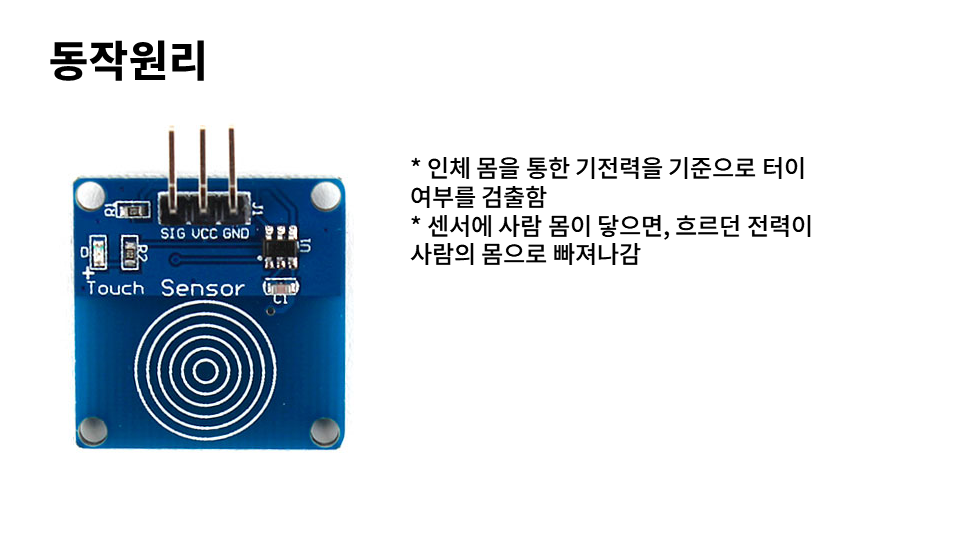 동작원리
* 인체 몸을 통한 기전력을 기준으로 터이
여부를 검출함
* 센서에 사람 몸이 닿으면, 흐르던 전력이
사람의 몸으로 빠져나감
R1
J1
SIG VCC GND
D
R2
U1
+
Touch Sensor
C1